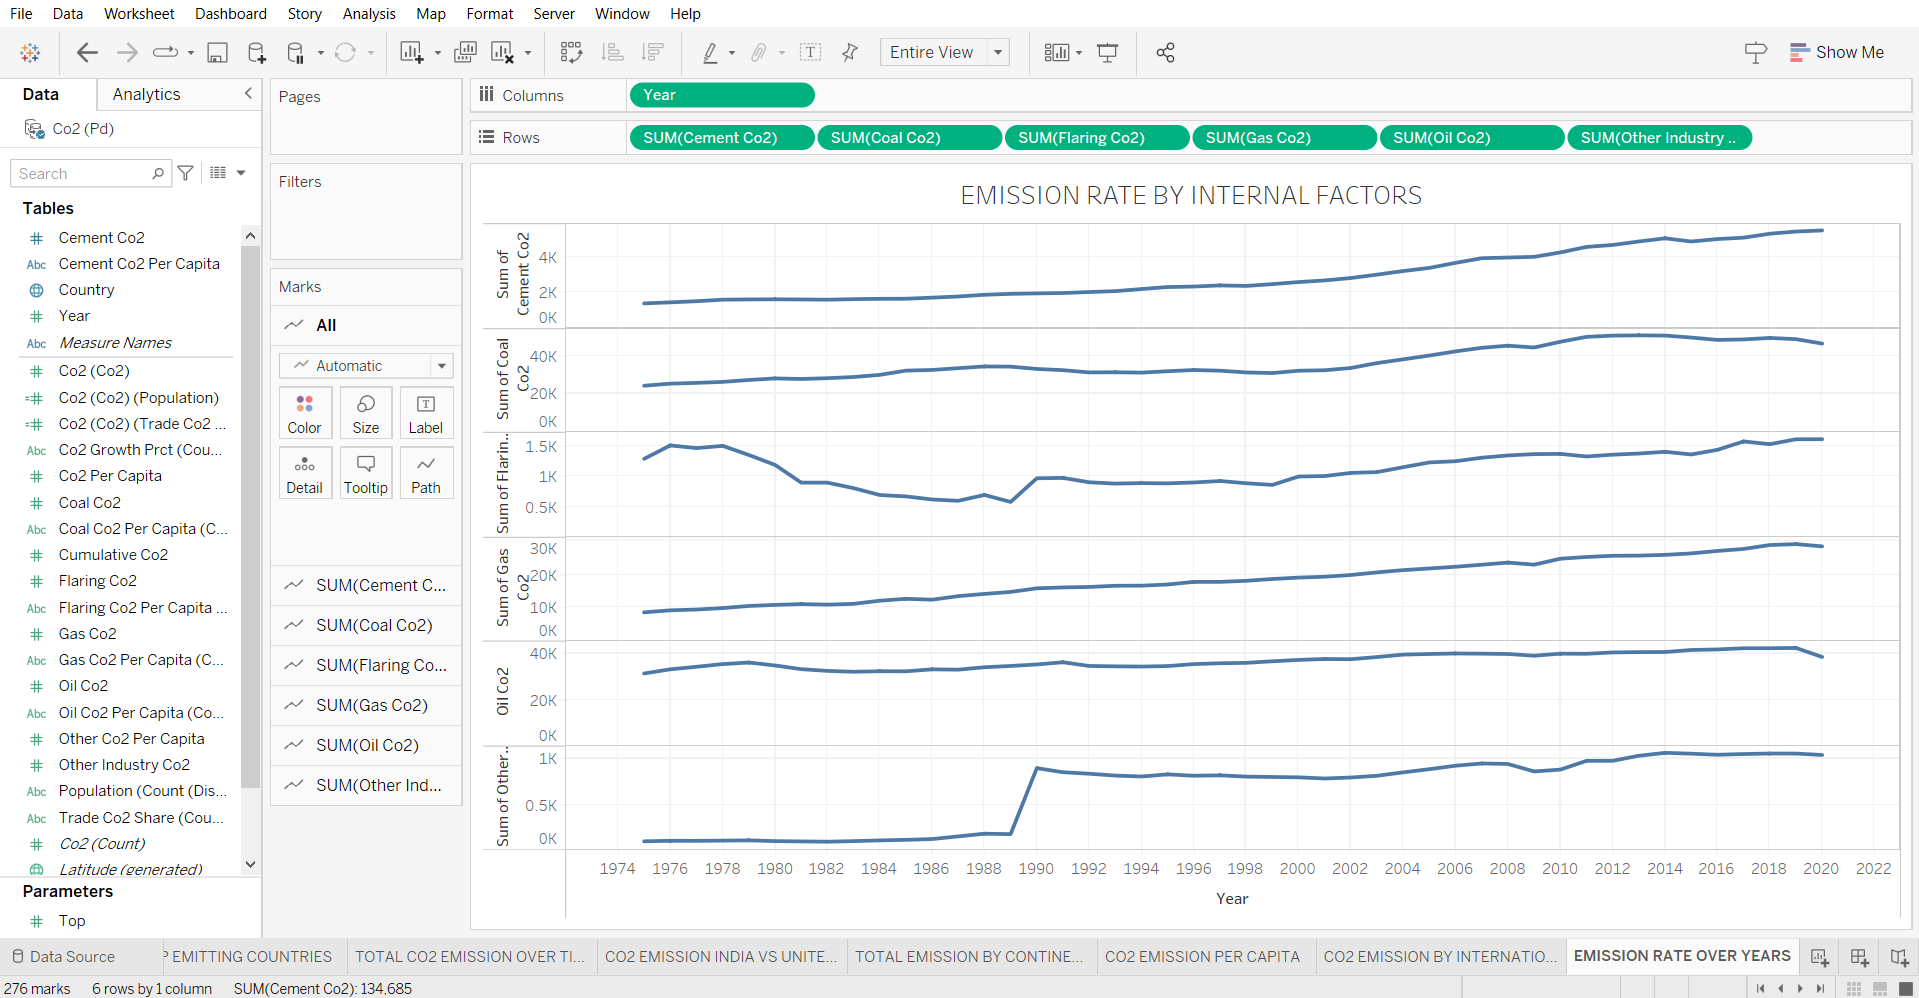 File Data Worksheet Dashboard Story Analysis Map Format Server Window Help
Entire View
Show Me
Data Analytics
Co2 (Pd)
Search
Tables
Cement Co2
Abc Cement Co2 Per Capita
Country
Year
Abc Measure Names
Co2 (Co2)
Co2 (Co2) (Population)
Co2 (Co2) (Trade Co2 ...
Abc Co2 Growth Prct (Cou...
Co2 Per Capita
Coal Co2
Abc Coal Co2 Per Capita (C...
Cumulative Co2
Flaring Co2
Abc Flaring Co2 Per Capita ...
Gas Co2
Abc Gas Co2 Per Capita (C...
Oil Co2
Abc Oil Co2 Per Capita (Co...
Other Co2 Per Capita
Other Industry Co2
Abc Population (Count (Dis...
Abc Trade Co2 Share (Cou...
Co2 (Count)
Latitude (generated)
Parameters
Top
Pages
Filters
Marks
All
Automatic
Color Size Label
Detail Tooltip Path
SUM(Cement C...
SUM(Coal Co2)
SUM(Flaring Co...
SUM(Gas Co2)
SUM(Oil Co2)
SUM(Other Ind...
Columns Year
Rows SUM(Cement Co2) SUM(Coal Co2) SUM(Flaring Co2) SUM(Gas Co2) SUM(Oil Co2) SUM(Other Industry ..
EMISSION RATE BY INTERNAL FACTORS
Sum of
Cement Co2
4K
2K
0K
Sum of Coal
Co2
40K
20K
0K
Sum of Flarin..
1.5K
1K
0.5K
Sum of Gas
Co2
30K
20K
10K
0K
Oil Co2
40K
20K
0K
Sum of Other..
1K
0.5K
0K
1974 1976 1978 1980 1982 1984 1986 1988 1990 1992 1994 1996 1998 2000 2002 2004 2006 2008 2010 2012 2014 2016 2018 2020 2022
Year
Data Source P EMITTING COUNTRIES TOTAL CO2 EMISSION OVER TI... CO2 EMISSION INDIA VS UNITE... TOTAL EMISSION BY CONTINE... CO2 EMISSION PER CAPITA CO2 EMISSION BY INTERNATIO... EMISSION RATE OVER YEARS
276 marks 6 rows by 1 column SUM(Cement Co2): 134,685